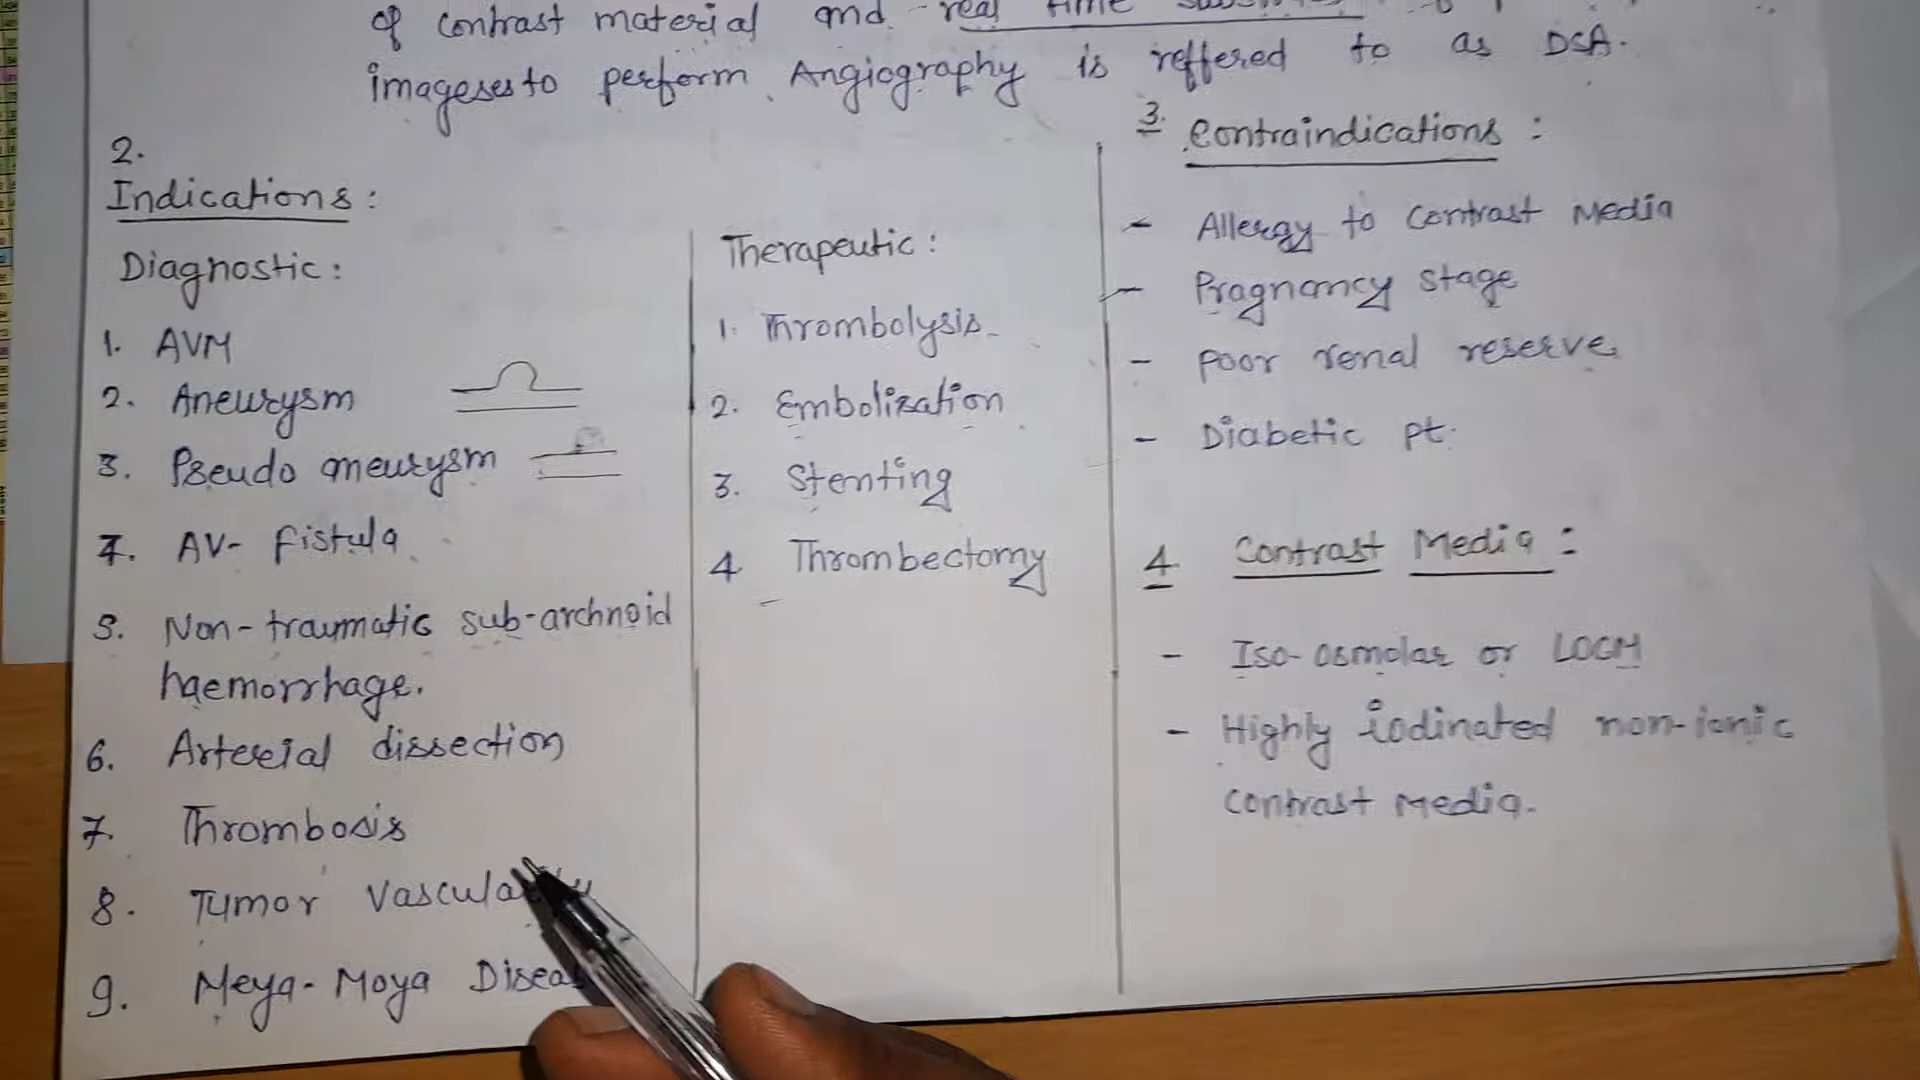 of contrast material and real time
imageses to perform Angiography is reffered to as DSA.
2.
Indications :
Diagnostic :
1. AVM
2. Aneurysm
3. Pseudo aneurysm
4. AV- fistula
5. Non-traumatic sub-archnoid
haemorrhage.
6. Arterial dissection
7. Thrombosis
8. Tumor
9. Meya-Moya
Therapeutic :
1. Thrombolysis
2. Embolization
3. Stenting
4. Thrombectomy
3. Contraindications :
- Allergy to contrast Media
- Pragnancy stage
- poor renal reserve
- Diabetic pt.
4. Contrast Media :
- Iso-osmolar or LOCM
- Highly iodinated non-ionic
contrast Media.